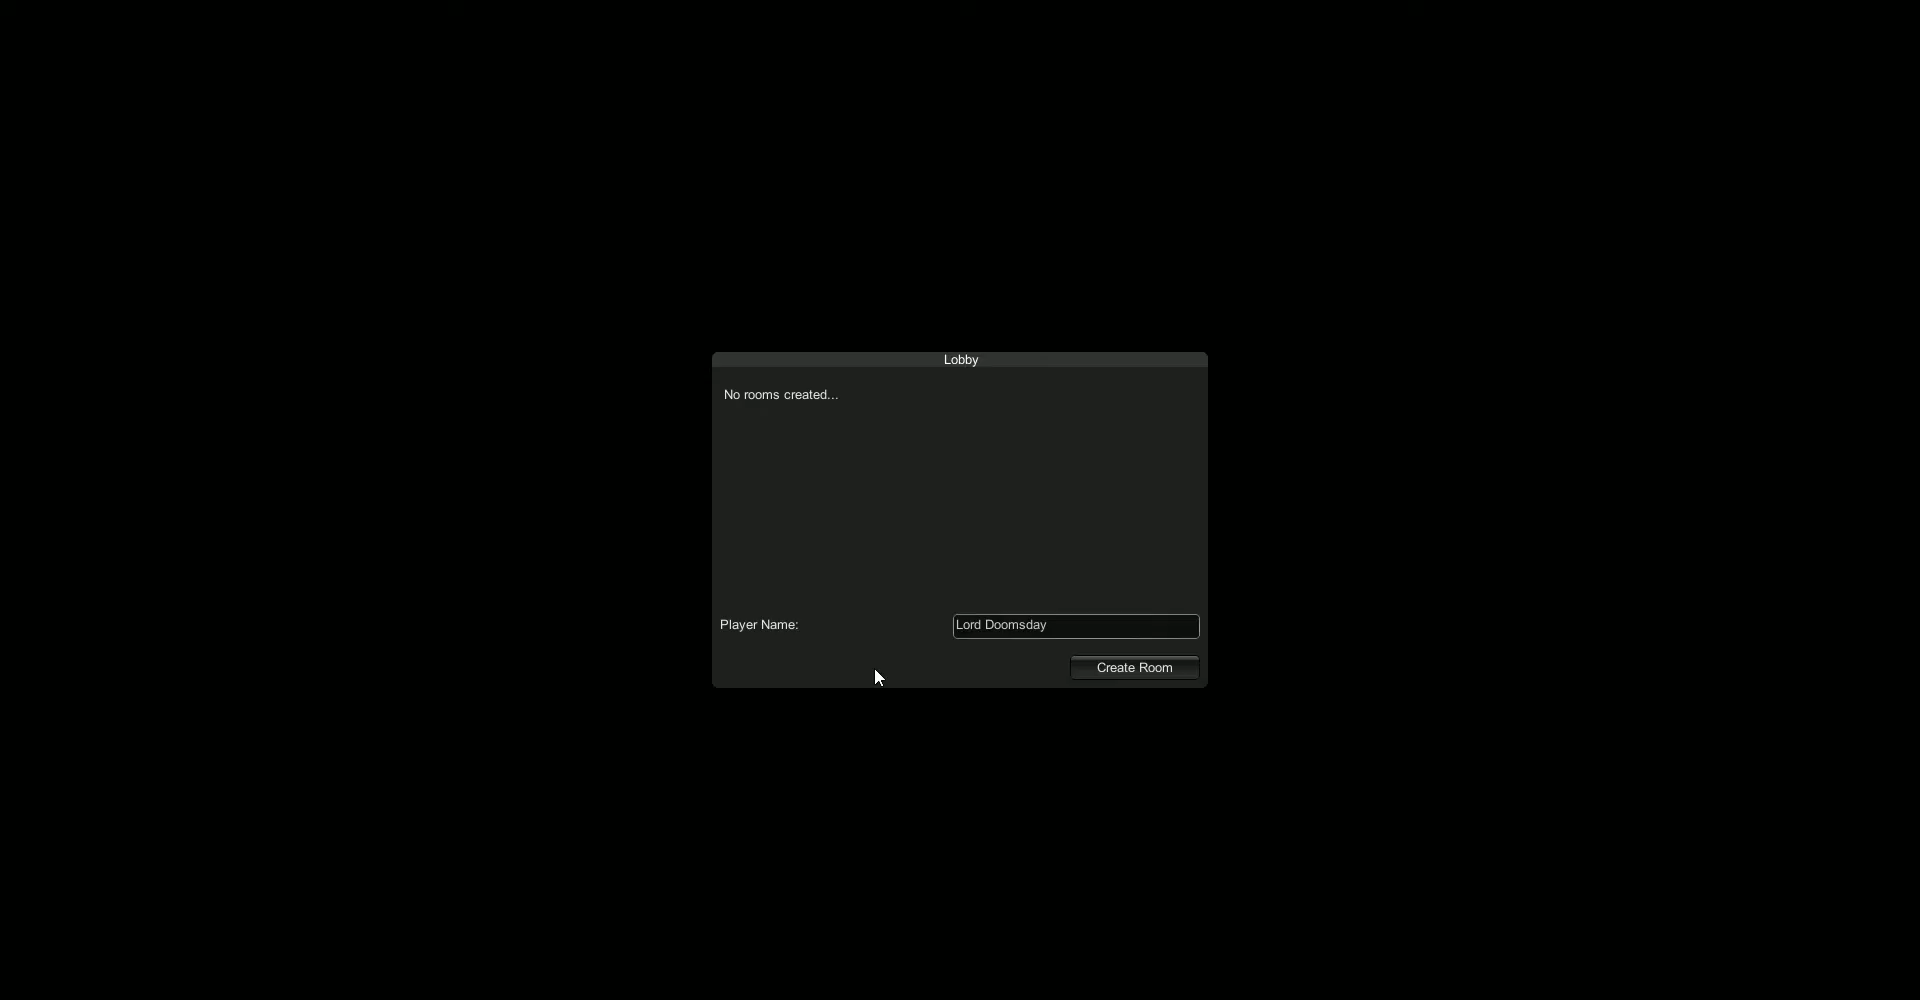 Lobby
No rooms created...
Player Name:
Lord Doomsday
Create Room